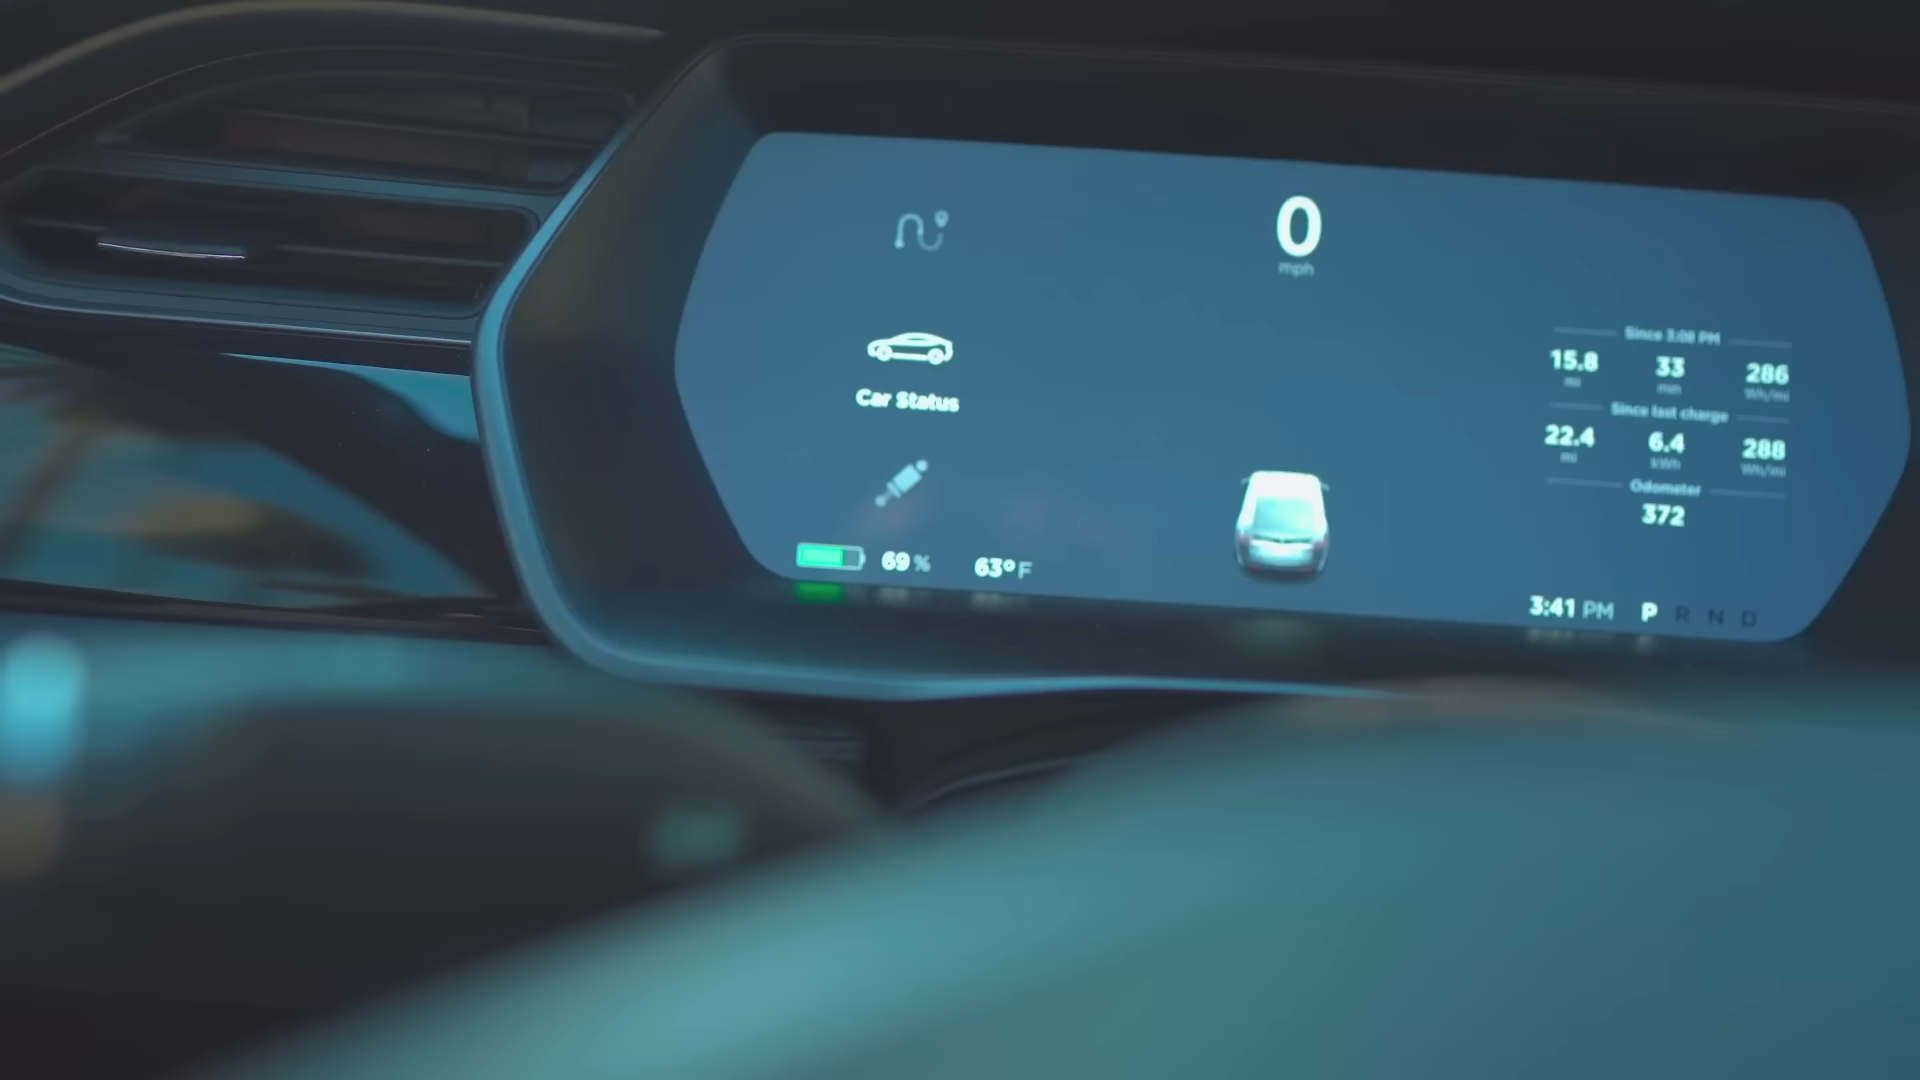 0
mph
Car Status
69 %
63° F
Since 3:08 PM
15.8 33 286
mi min Wh/mi
Since last charge
22.4 6.4 288
mi kWh Wh/mi
Odometer
372
3:41 PM P R N D